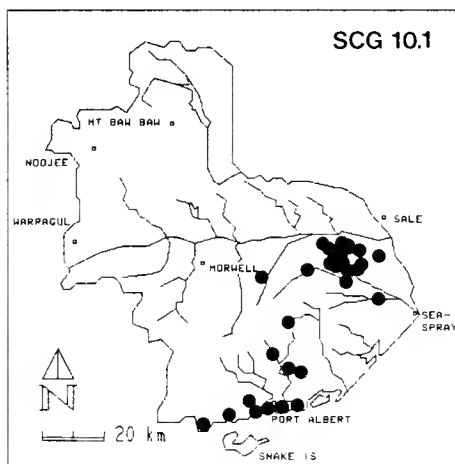 SCG 10.1
MT BAW BAW
NOOJEE
WARRAGUL
SALE
MORWELL
SEA-
SPRAY
N
20 km
PORT ALBERT
SNAKE IS